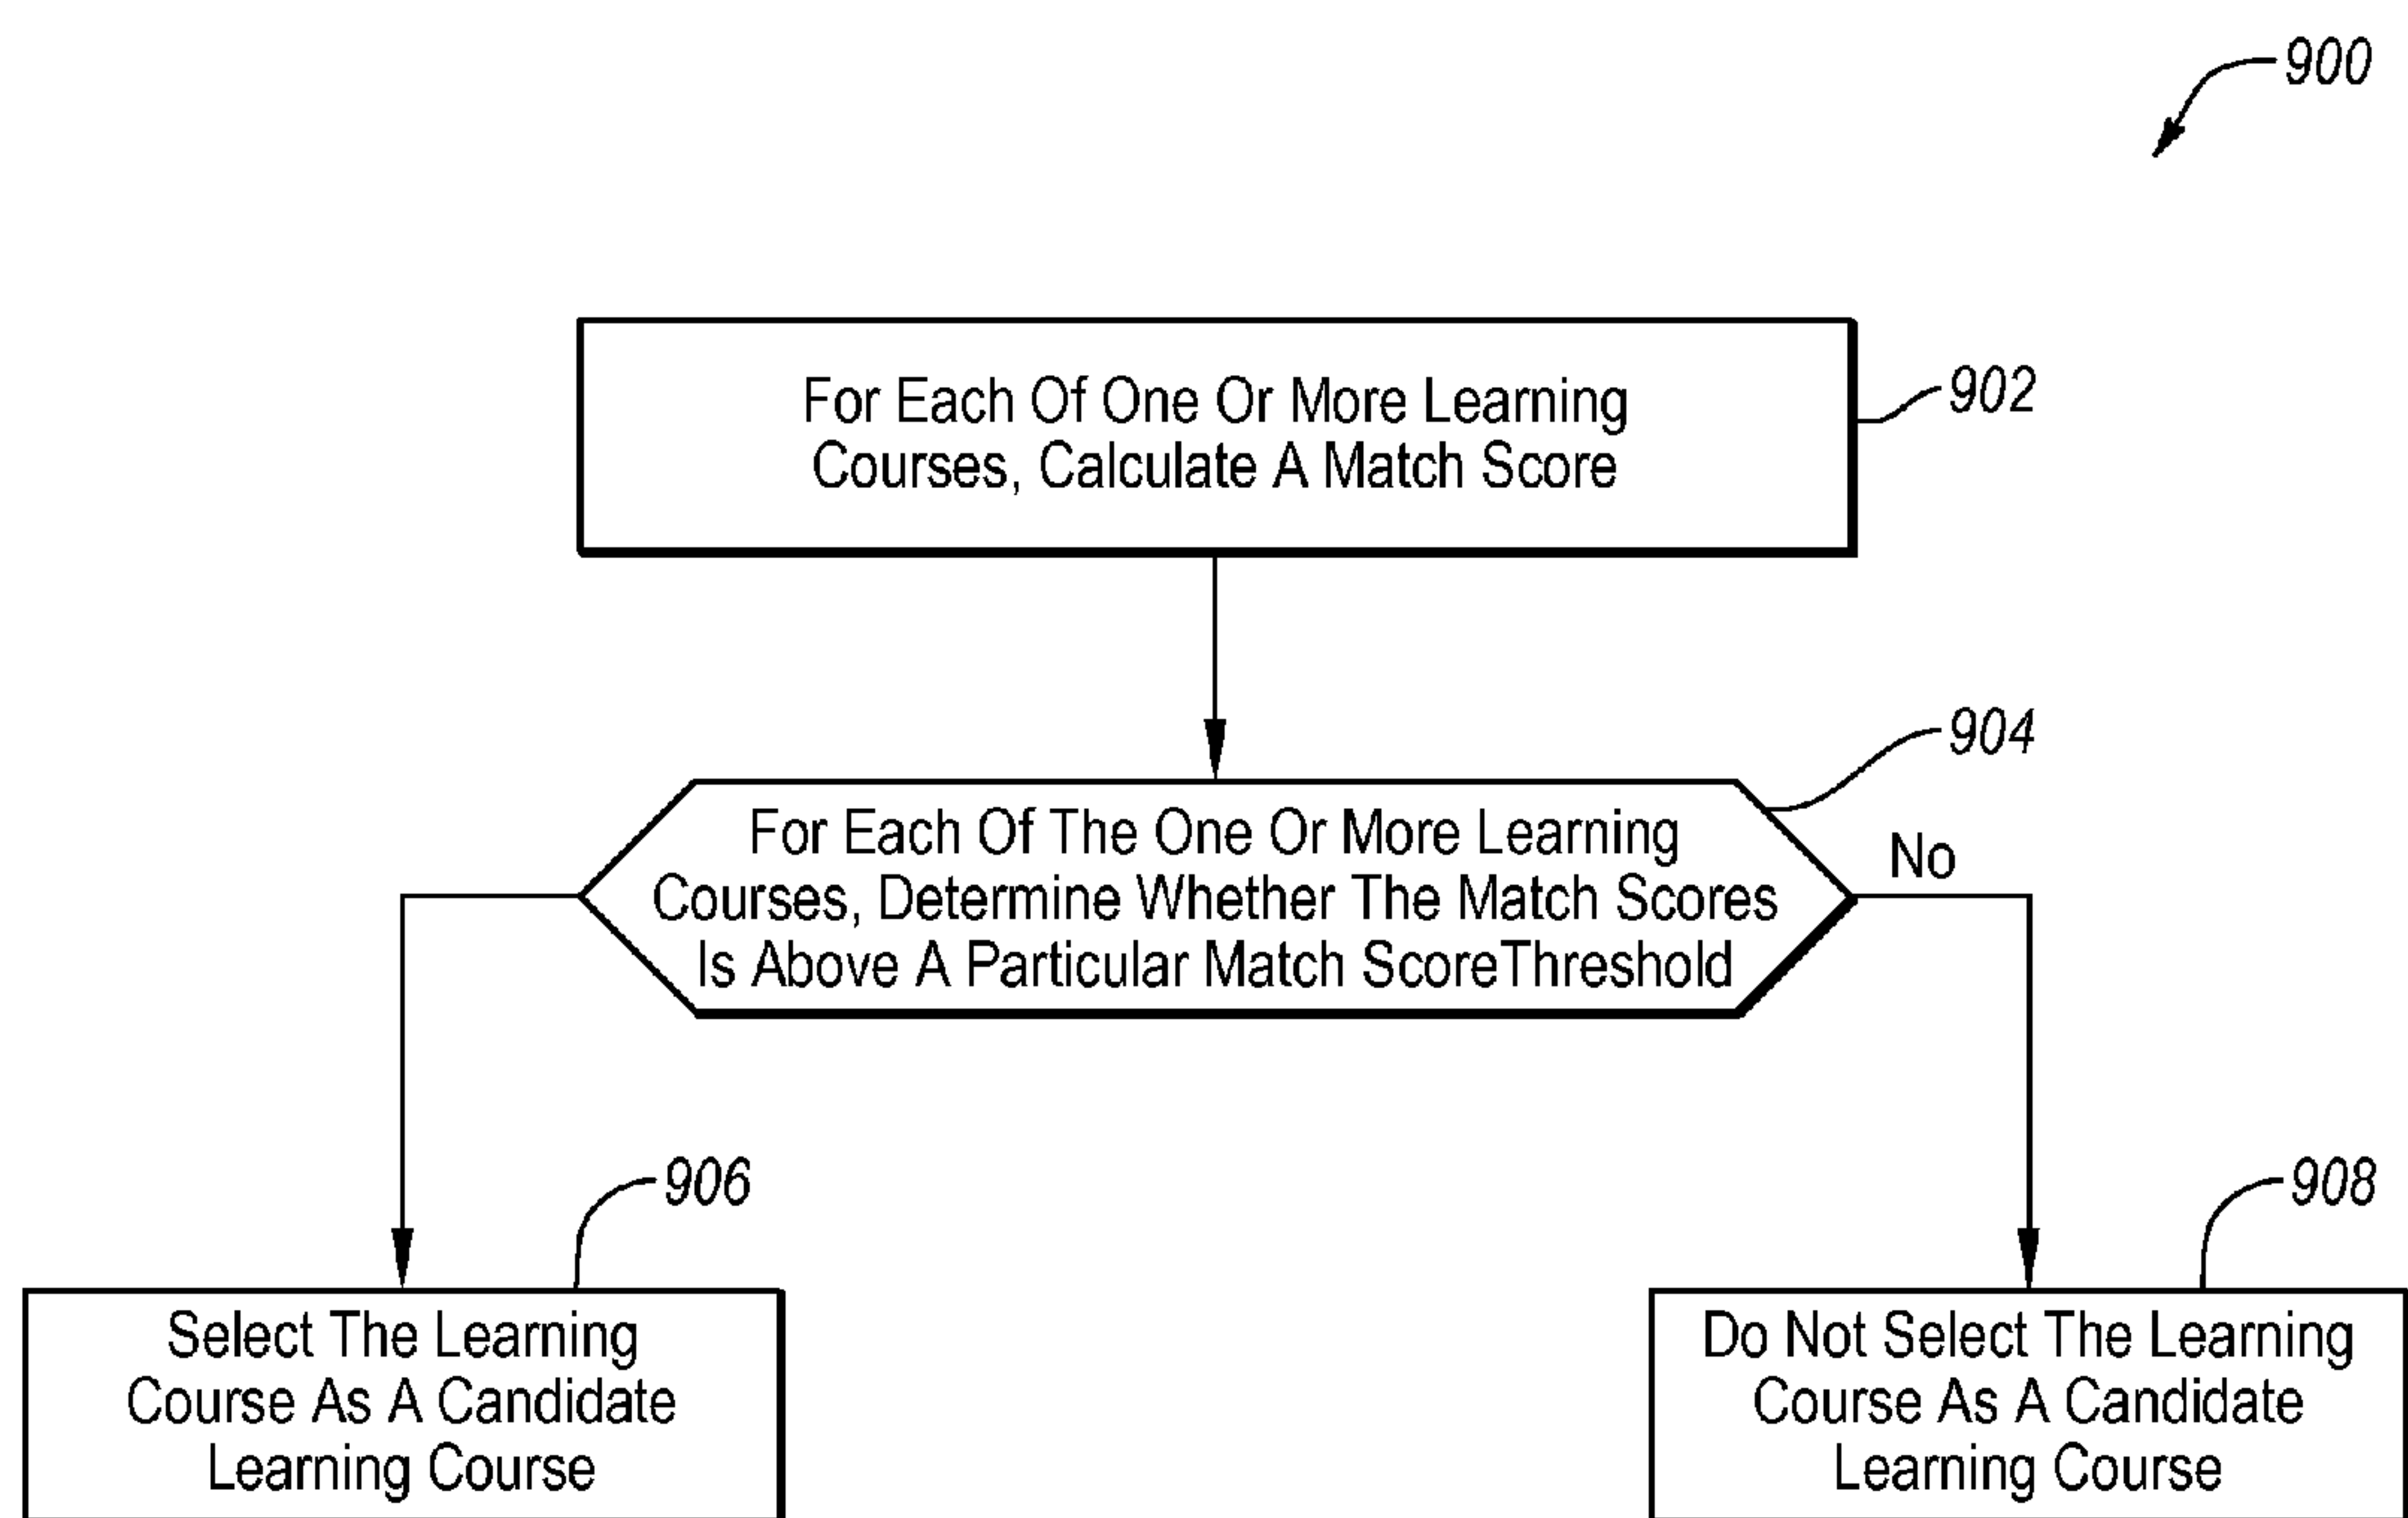 900
For Each Of One Or More Learning
Courses, Calculate A Match Score
902
904
For Each Of The One Or More Learning
Courses, Determine Whether The Match Scores
Is Above A Particular Match ScoreThreshold
No
906
908
Select The Learning
Course As A Candidate
Learning Course
Do Not Select The Learning
Course As A Candidate
Learning Course